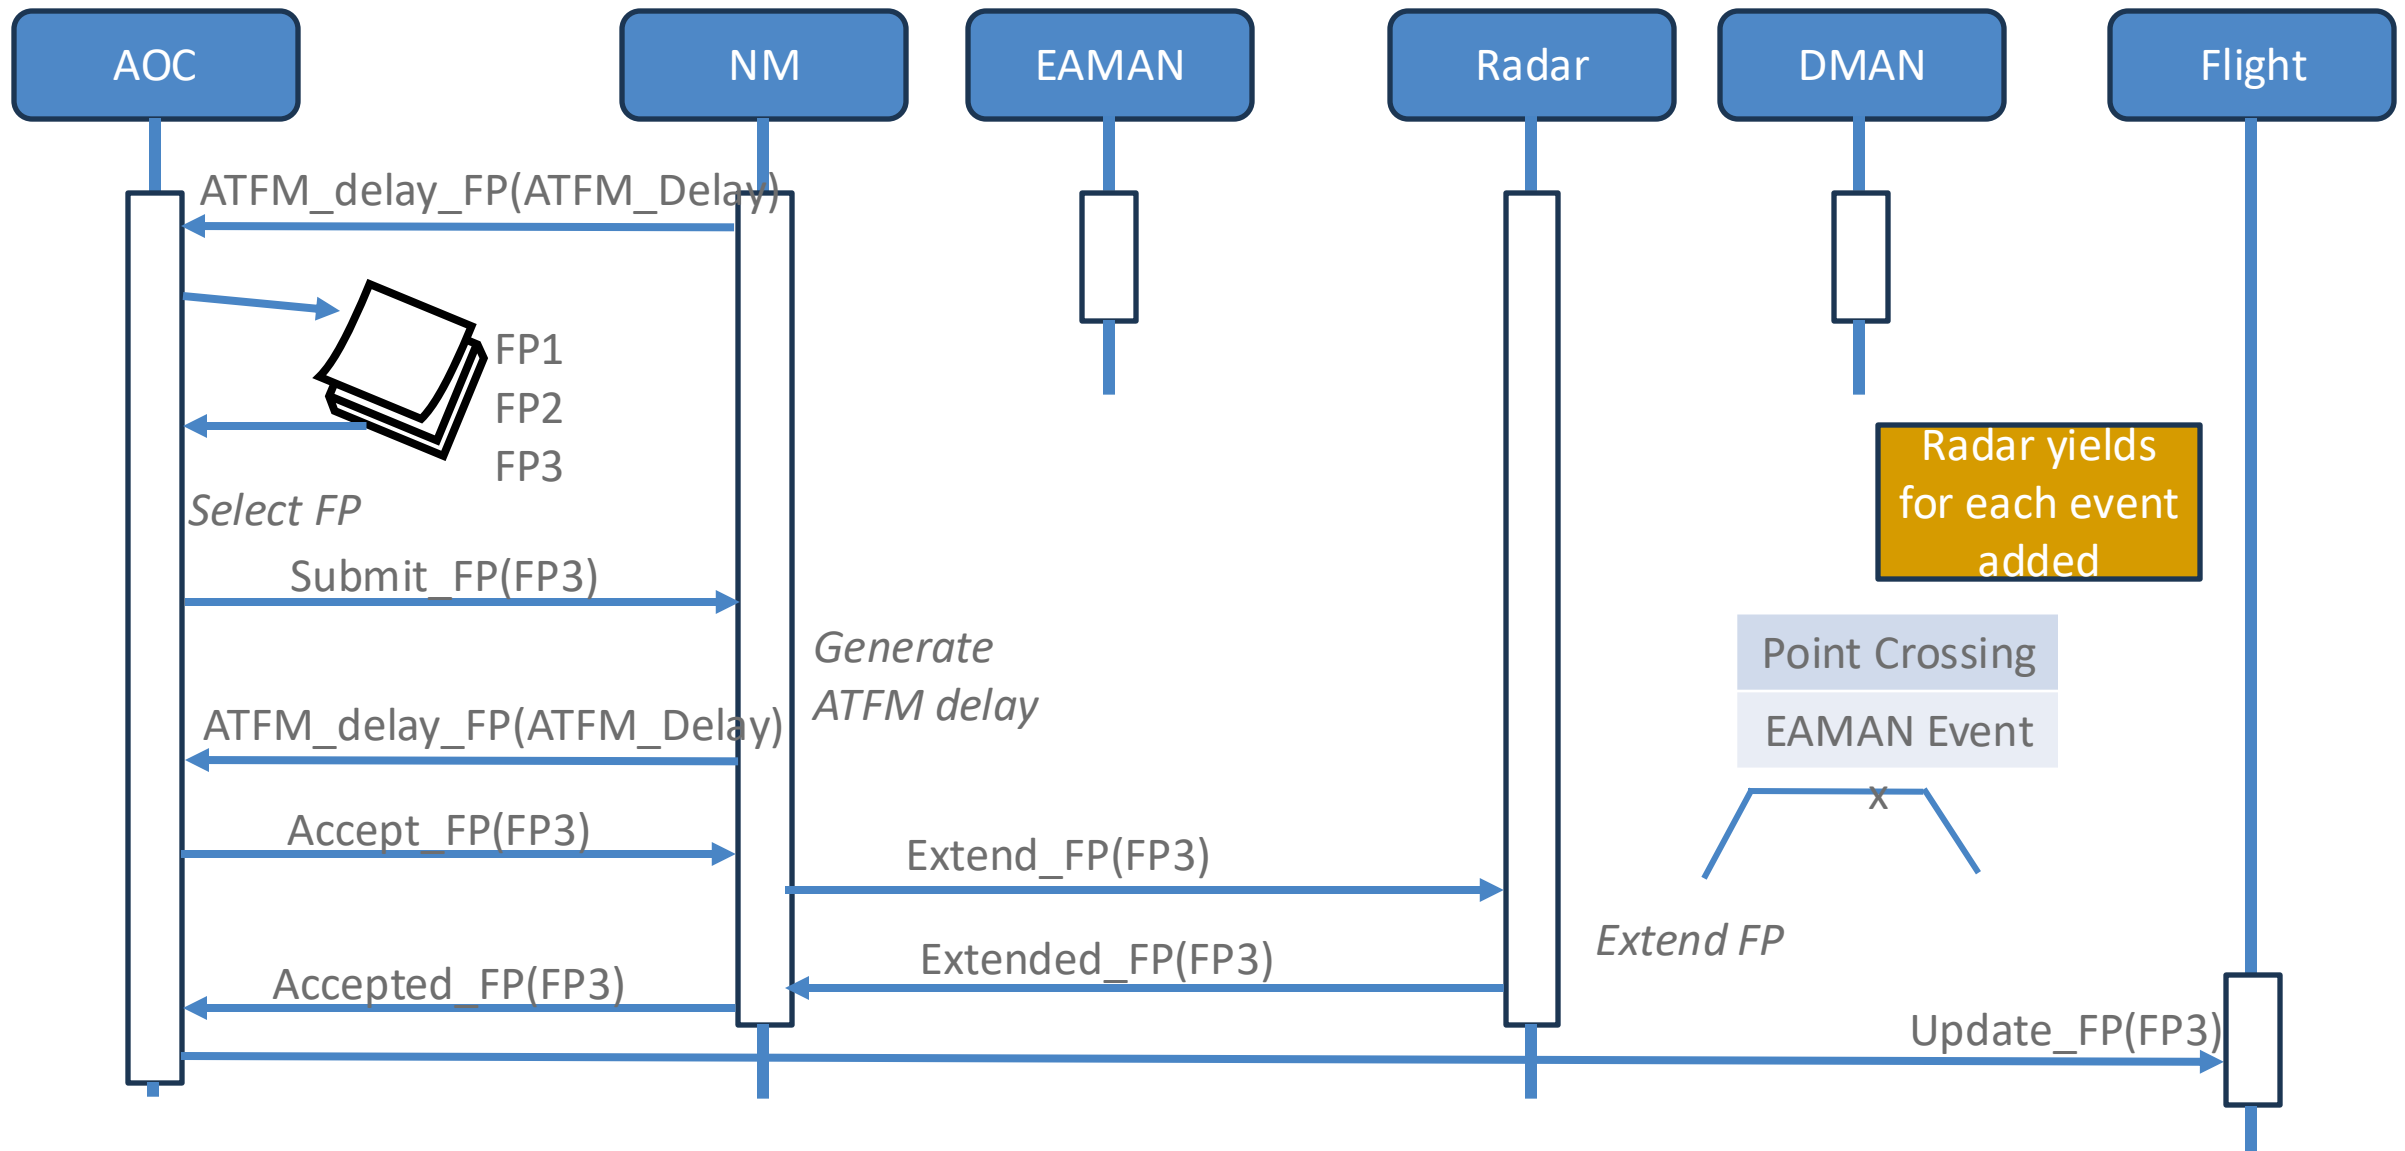 AOC
NM
EAMAN
Radar
DMAN
Flight
ATFM_delay_FP(ATFM_Delay)
FP1
FP2
FP3
Select FP
Radar yields
for each event
added
Submit_FP(FP3)
Generate
ATFM delay
Point Crossing
EAMAN Event
ATFM_delay_FP(ATFM_Delay)
x
Accept_FP(FP3)
Extend_FP(FP3)
Extend FP
Extended_FP(FP3)
Accepted_FP(FP3)
Update_FP(FP3)